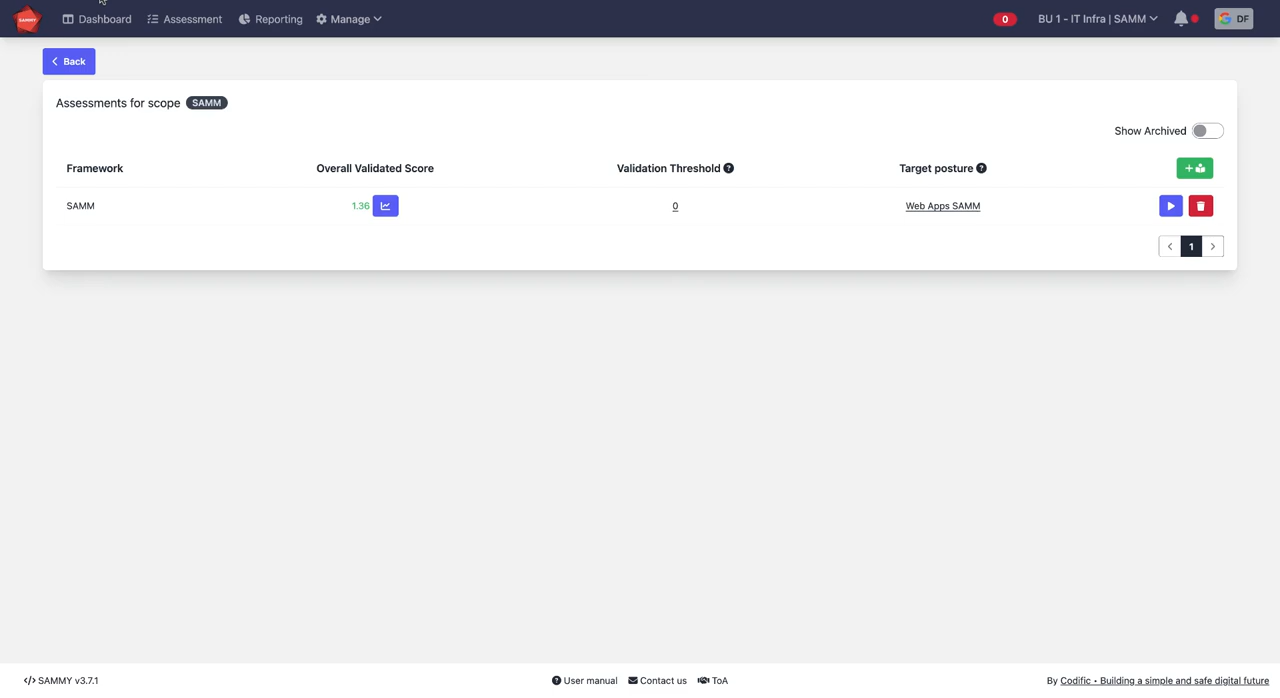 SAMMY Dashboard Assessment Reporting Manage 0 BU 1 - IT Infra | SAMM DF
Back
Assessments for scope SAMM
Show Archived
Framework Overall Validated Score Validation Threshold ? Target posture ? +
SAMM 1.36 0 Web Apps SAMM
< 1 >
</> SAMMY v3.7.1 ? User manual Contact us ToA By Codific • Building a simple and safe digital future